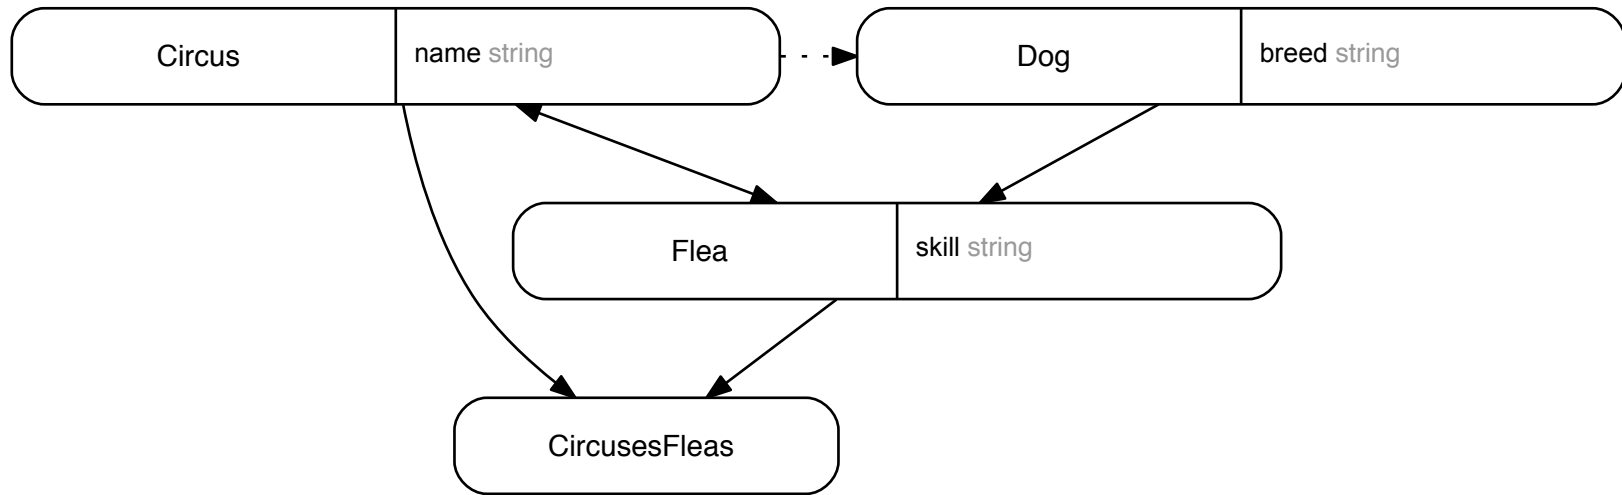 Circus
name string
Dog
breed string
Flea
skill string
CircusesFleas